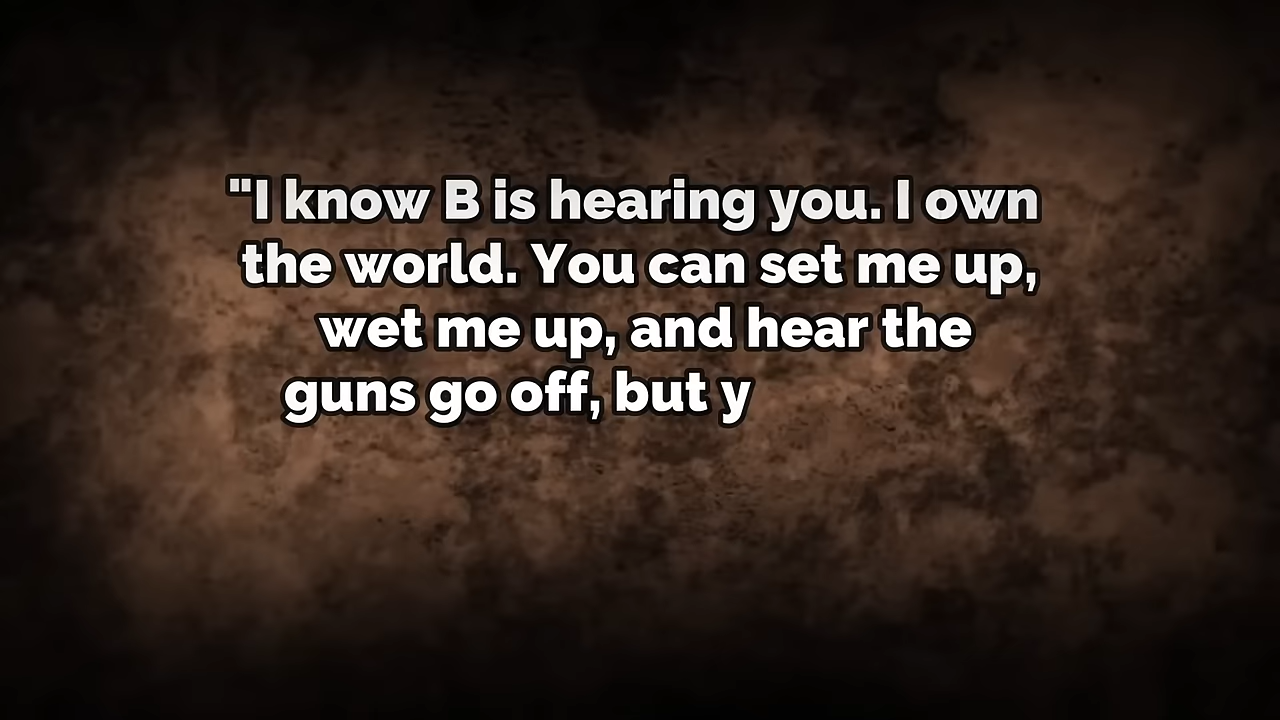 "I know B is hearing you. I own
the world. You can set me up,
wet me up, and hear the
guns go off, but y